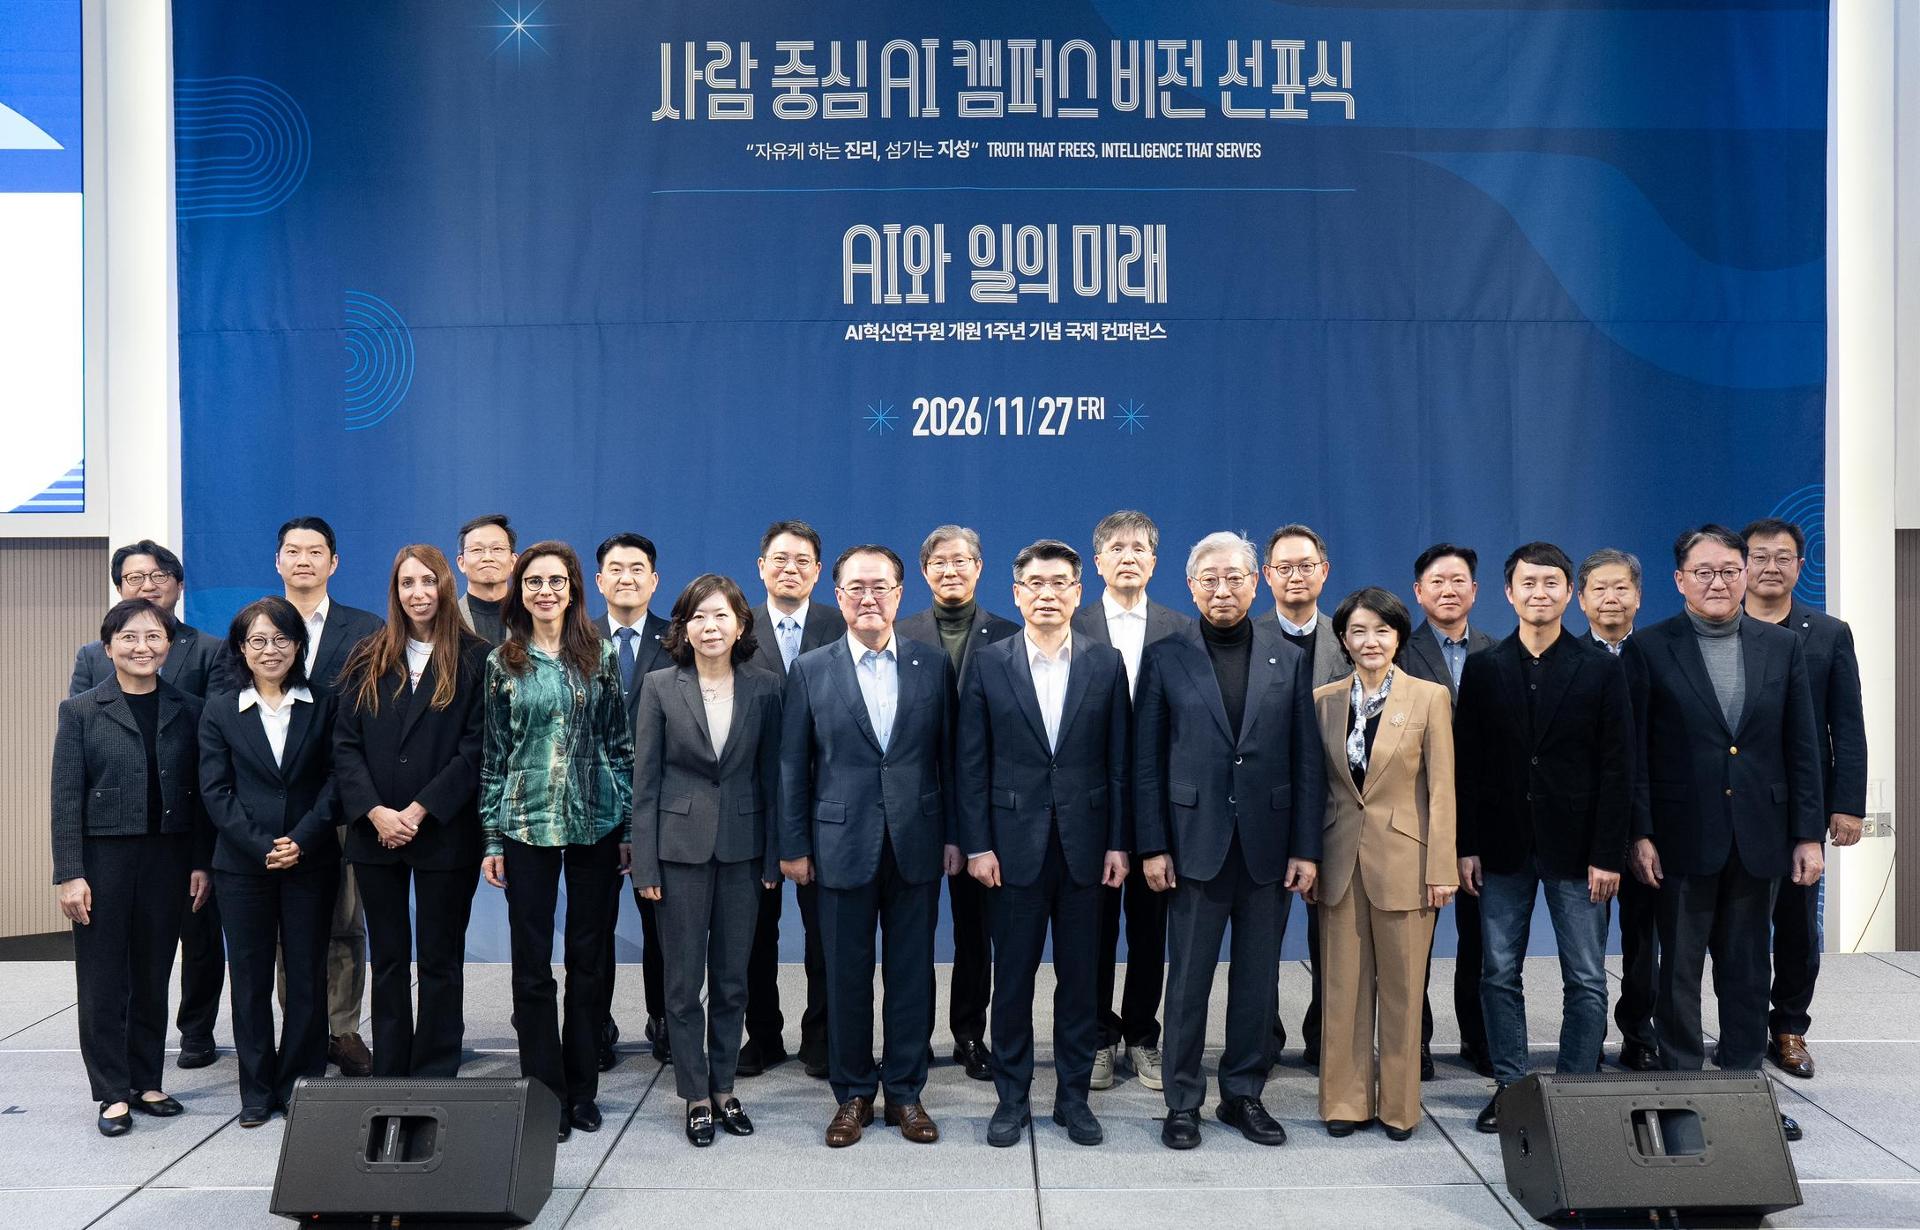 사람 중심 AI 캠퍼스 비전 선포식
“자유케 하는 진리, 섬기는 지성“ TRUTH THAT FREES, INTELLIGENCE THAT SERVES
AI와 일의 미래
AI혁신연구원 개원 1주년 기념 국제 컨퍼런스
2026/11/27 FRI